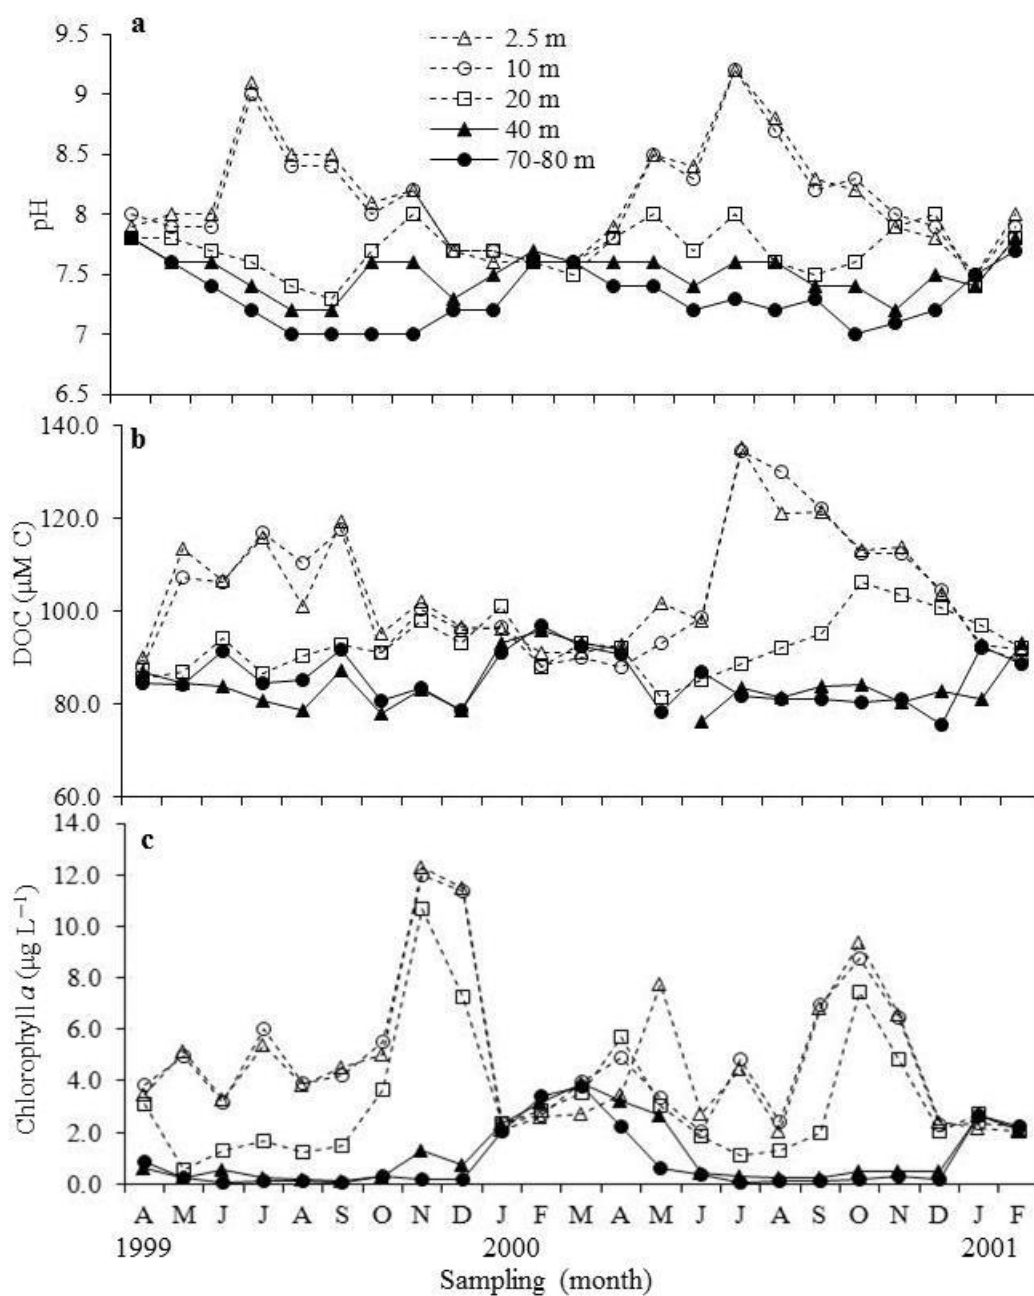 a
9.5
9
8.5
8
7.5
7
6.5
pH
2.5 m
10 m
20 m
40 m
70-80 m
b
140.0
120.0
100.0
80.0
60.0
DOC (µM C)
c
14.0
12.0
10.0
8.0
6.0
4.0
2.0
0.0
Chlorophyll a (µg L⁻¹)
A M J J A S O N D J F M A M J J A S O N D J F
1999 2000 2001
Sampling (month)